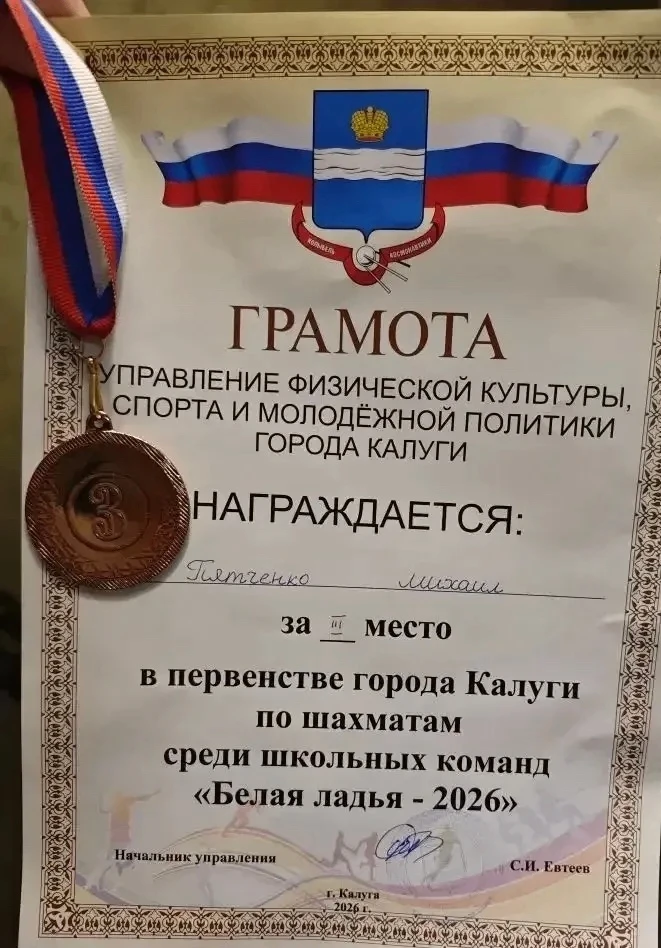 КОЛЫБЕЛЬ КОСМОНАВТИКИ
ГРАМОТА
УПРАВЛЕНИЕ ФИЗИЧЕСКОЙ КУЛЬТУРЫ,
СПОРТА И МОЛОДЁЖНОЙ ПОЛИТИКИ
ГОРОДА КАЛУГИ
НАГРАЖДАЕТСЯ:
3
Пятченко Михаил
за III место
в первенстве города Калуги
по шахматам
среди школьных команд
«Белая ладья - 2026»
Начальник управления
С.И. Евтеев
г. Калуга
2026 г.